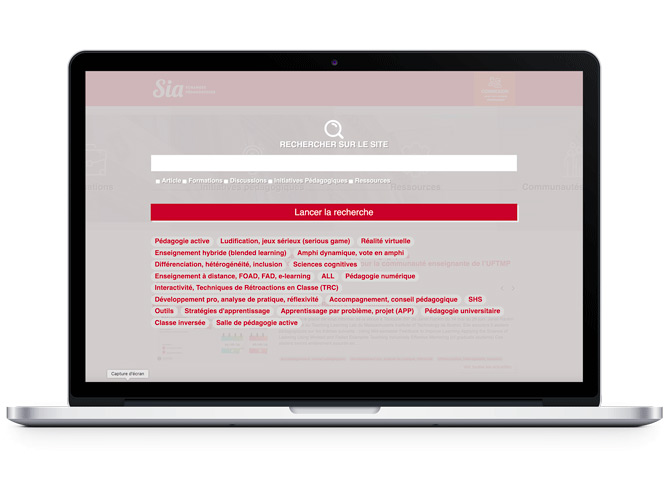 Sia
RECHERCHER SUR LE SITE
Article Formations Discussions Initiatives Pédagogiques Ressources
Initiatives pédagogiques Ressources Communauté
Lancer la recherche
Pédagogie active Ludification, jeux sérieux (serious game) Réalité virtuelle
Enseignement hybride (blended learning) Amphi dynamique, vote en amphi
Différenciation, hétérogénéité, inclusion Sciences cognitives
Enseignement à distance, FOAD, FAD, e-learning ALL Pédagogie numérique
Interactivité, Techniques de Rétroactions en Classe (TRC)
Développement pro, analyse de pratique, réflexivité Accompagnement, conseil pédagogique SHS
Outils Stratégies d'apprentissage Apprentissage par problème, projet (APP) Pédagogie universitaire
Classe inversée Salle de pédagogie active
Capture d'écran